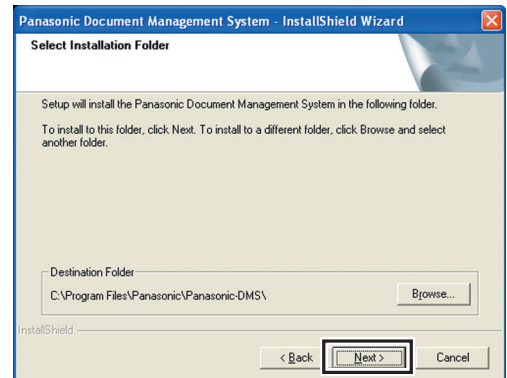 Panasonic Document Management System - InstallShield Wizard
Select Installation Folder
Setup will install the Panasonic Document Management System in the following folder.
To install to this folder, click Next. To install to a different folder, click Browse and select
another folder.
Destination Folder
C:\Program Files\Panasonic\Panasonic-DMS\
Browse...
InstallShield
< Back
Next >
Cancel